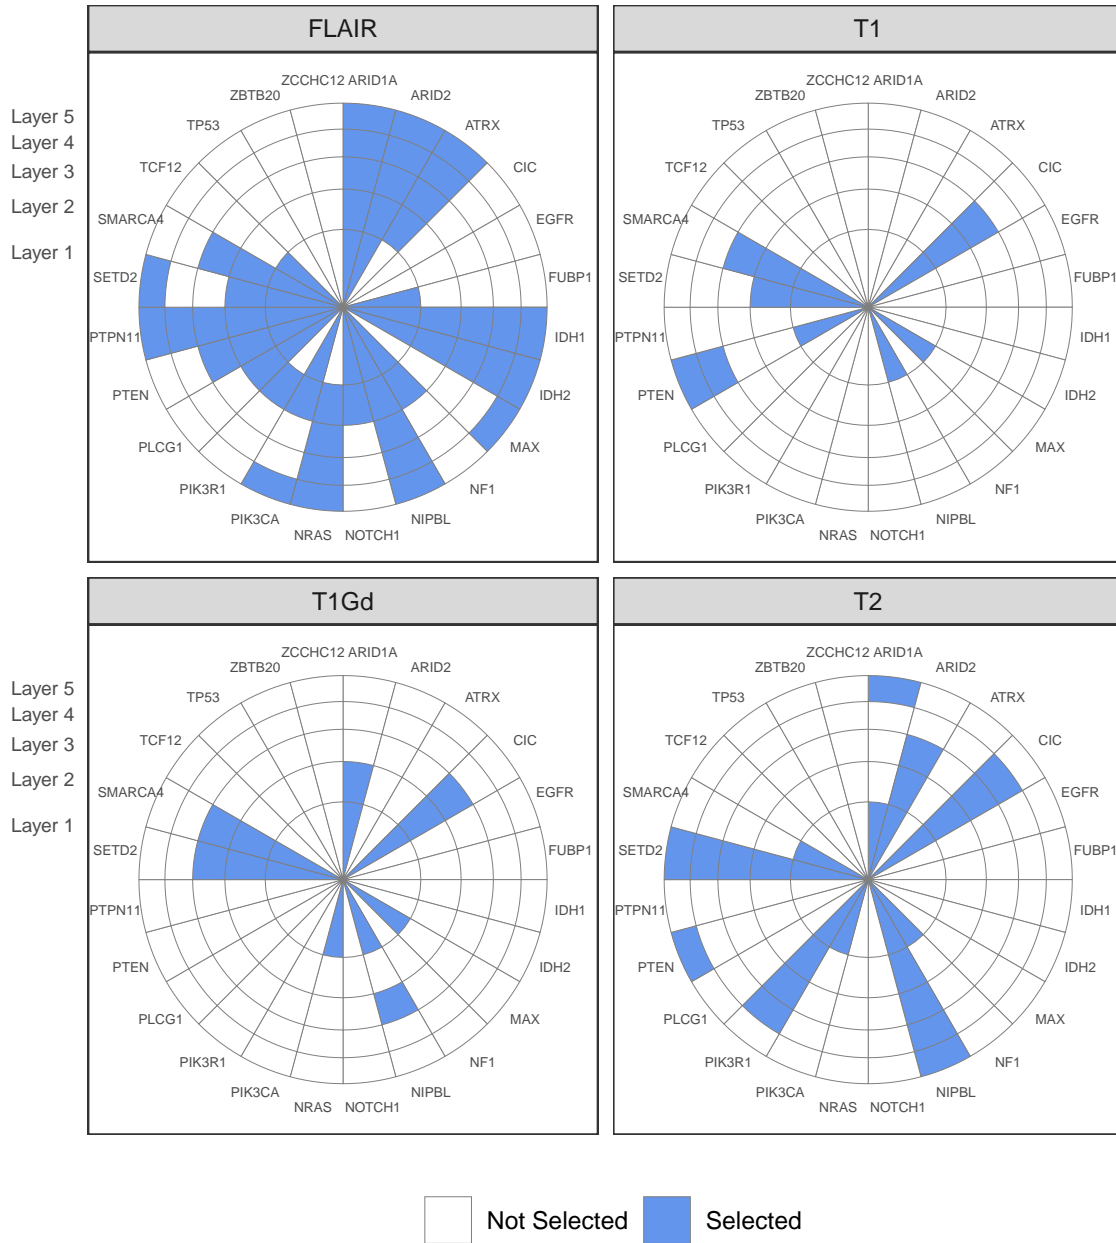 FLAIR
T1
Layer 5
Layer 4
Layer 3
Layer 2
Layer 1
ZCCHC12 ARID1A
ZBTB20 ARID2
TP53 ATRX
TCF12 CIC
SMARCA4 EGFR
SETD2 FUBP1
PTPN11 IDH1
PTEN IDH2
PLCG1 MAX
PIK3R1 NF1
PIK3CA NIPBL
NRAS NOTCH1
ZCCHC12 ARID1A
ZBTB20 ARID2
TP53 ATRX
TCF12 CIC
SMARCA4 EGFR
SETD2 FUBP1
PTPN11 IDH1
PTEN IDH2
PLCG1 MAX
PIK3R1 NF1
PIK3CA NIPBL
NRAS NOTCH1
T1Gd
T2
Layer 5
Layer 4
Layer 3
Layer 2
Layer 1
ZCCHC12 ARID1A
ZBTB20 ARID2
TP53 ATRX
TCF12 CIC
SMARCA4 EGFR
SETD2 FUBP1
PTPN11 IDH1
PTEN IDH2
PLCG1 MAX
PIK3R1 NF1
PIK3CA NIPBL
NRAS NOTCH1
ZCCHC12 ARID1A
ZBTB20 ARID2
TP53 ATRX
TCF12 CIC
SMARCA4 EGFR
SETD2 FUBP1
PTPN11 IDH1
PTEN IDH2
PLCG1 MAX
PIK3R1 NF1
PIK3CA NIPBL
NRAS NOTCH1
Not Selected Selected